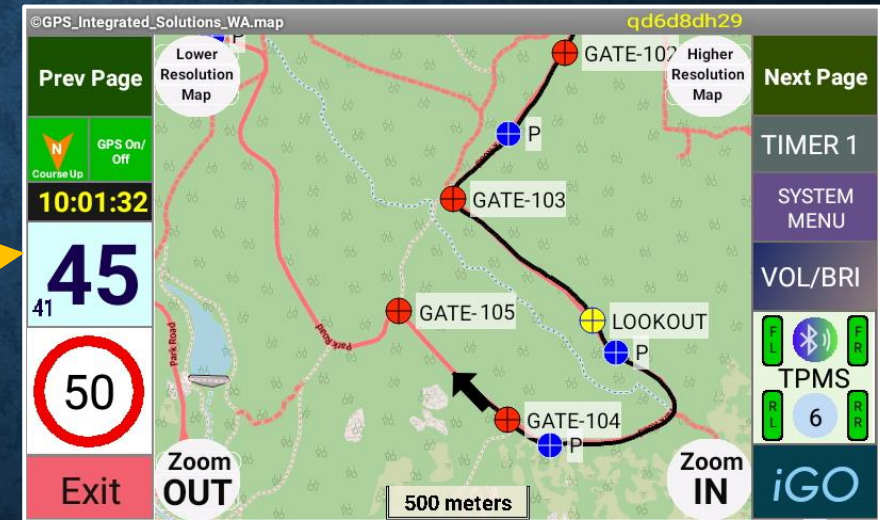 ©GPS_Integrated_Solutions_WA.map
qd6d8dh29
Prev Page
Lower
Resolution
Map
P
GATE-102
Higher
Resolution
Map
Next Page
N
Course Up
GPS On/
Off
P
TIMER 1
10:01:32
GATE-103
SYSTEM
MENU
45
41
VOL/BRI
GATE-105
LOOKOUT
P
Park Road
Park Road
FL
FR
TPMS
RL
6
RR
50
GATE-104
P
Zoom
OUT
500 meters
Zoom
IN
Exit
iGO